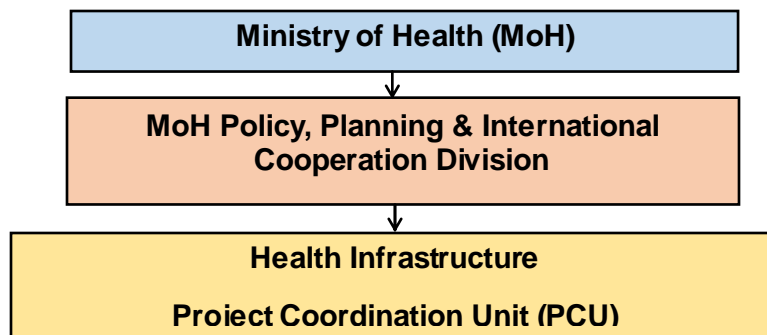 Ministry of Health (MoH)
MoH Policy, Planning & International
Cooperation Division
Health Infrastructure
Project Coordination Unit (PCU)